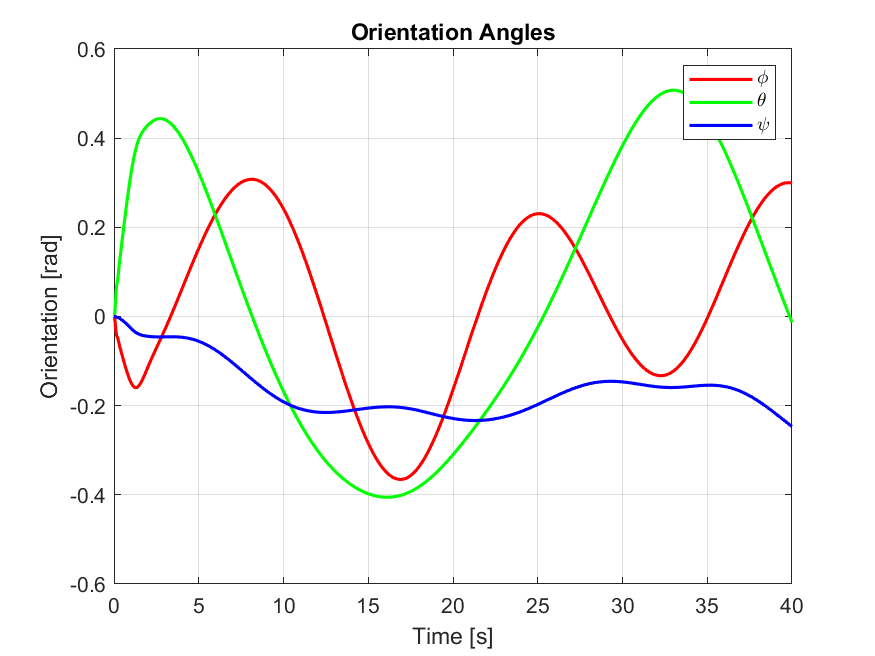 Orientation Angles
0.6
0.4
0.2
0
-0.2
-0.4
-0.6
Orientation [rad]
ϕ
θ
ψ
0 5 10 15 20 25 30 35 40
Time [s]